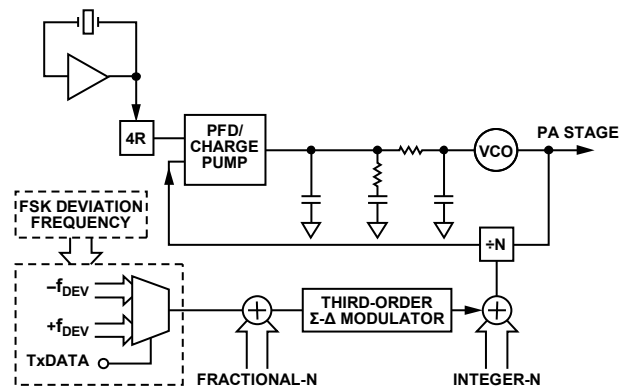 4R
PFD/
CHARGE
PUMP
VCO
PA STAGE
FSK DEVIATION
FREQUENCY
÷N
–fDEV
+fDEV
TxDATA
THIRD-ORDER
Σ-Δ MODULATOR
FRACTIONAL-N
INTEGER-N